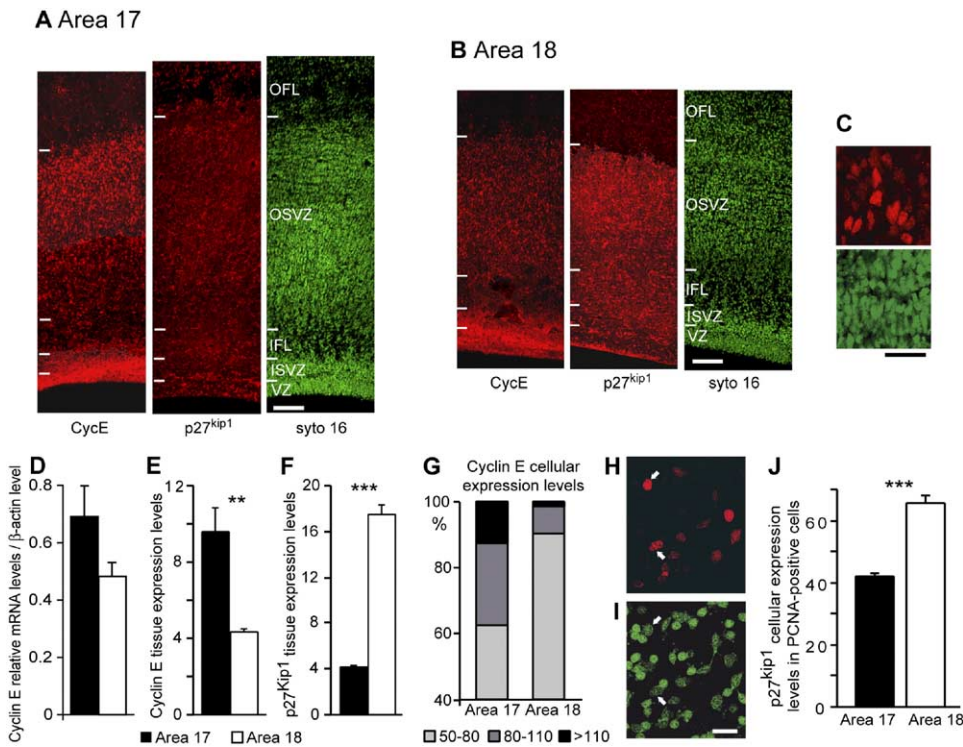 A Area 17
B Area 18
C
OFL
OSVZ
IFL
ISVZ
VZ
OFL
OSVZ
IFL
ISVZ
VZ
CycE
p27kip1
syto 16
CycE
p27kip1
syto 16
D
Cyclin E relative mRNA levels / β-actin level
0.8
0.6
0.4
0.2
0
E
Cyclin E tissue expression levels
12
8
4
0
**
F
p27Kip1 tissue expression levels
20
16
12
8
4
0
***
Area 17
Area 18
G
Cyclin E cellular
expression levels
100
%
80
60
40
Area 17
Area 18
50-80
80-110
>110
H
I
J
p27kip1 cellular expression
levels in PCNA-positive cells
60
40
20
0
***
Area 17
Area 18